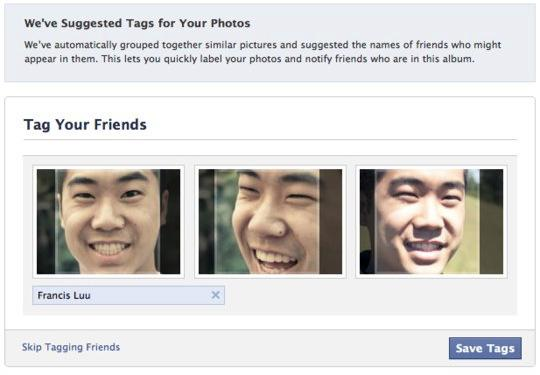 We've Suggested Tags for Your Photos
We've automatically grouped together similar pictures and suggested the names of friends who might
appear in them. This lets you quickly label your photos and notify friends who are in this album.
Tag Your Friends
Francis Luu
Skip Tagging Friends
Save Tags